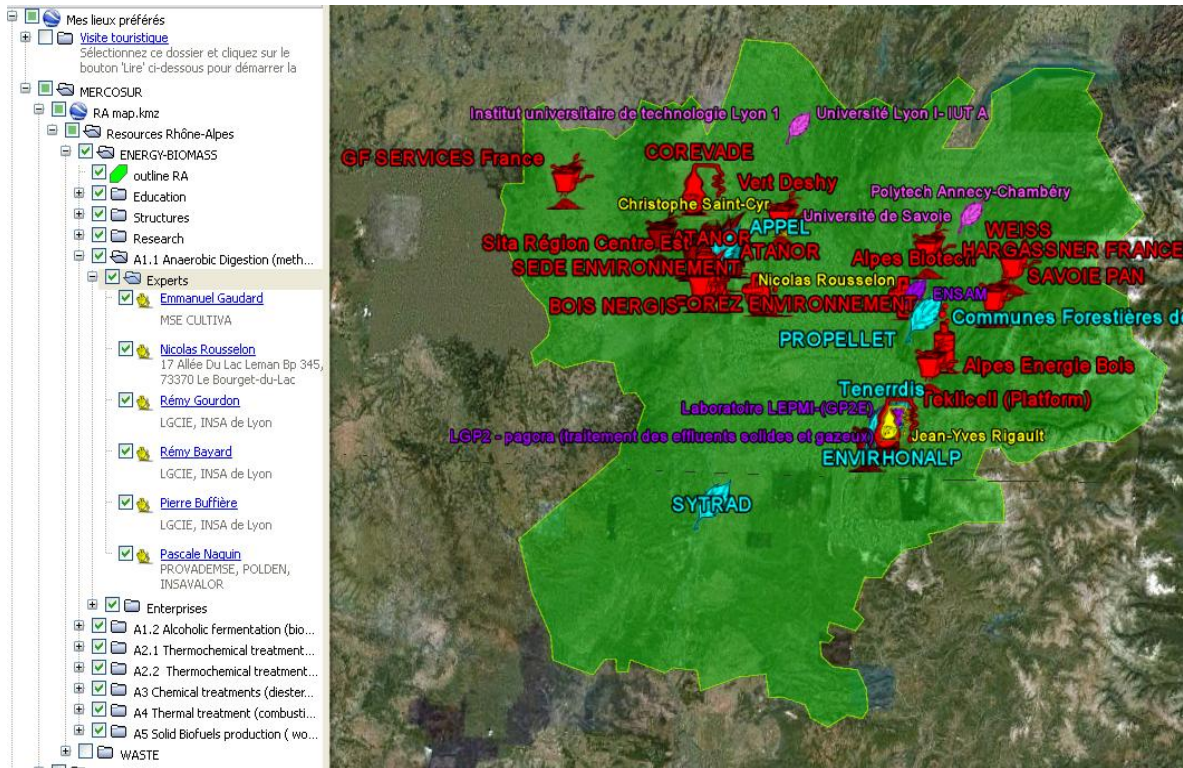 Mes lieux préférés
Visite touristique
Sélectionnez ce dossier et cliquez sur le
bouton 'Lire' ci-dessous pour démarrer la
MERCOSUR
RA map.kmz
Resources Rhône-Alpes
ENERGY-BIOMASS
outline RA
Education
Structures
Research
A1.1 Anaerobic Digestion (meth...
Experts
Emmanuel Gaudard
MSE CULTIVA
Nicolas Rousselon
17 Allée Du Lac Leman Bp 345,
73370 Le Bourget-du-Lac
Rémy Gourdon
LGCIE, INSA de Lyon
Rémy Bayard
LGCIE, INSA de Lyon
Pierre Buffière
LGCIE, INSA de Lyon
Pascale Naquin
PROVADEMSE, POLDEN,
INSAVALOR
Enterprises
A1.2 Alcoholic fermentation (bio...
A2.1 Thermochemical treatment...
A2.2 Thermochemical treatment...
A3 Chemical treatments (diester...
A4 Thermal treatment (combusti...
A5 Solid Biofuels production ( wo...
WASTE
Institut universitaire de technologie Lyon 1
Université Lyon I- IUT A
GF SERVICES France
COREVADE
Vert Deshy
Polytech Annecy-Chambéry
Christophe Saint-Cyr
Université de Savoie
APPEL
WEISS
Sita Région Centre Est
ATANOR
ATANOR
Alpes Biotech
HARGASSNER FRANCE
SEDE ENVIRONNEMENT
Nicolas Rousselon
SAVOIE PAN
ENSAM
BOIS NERGIS
FOREZ ENVIRONNEMENT
Communes Forestières de
PROPELLET
Alpes Energie Bois
Tenerrdis
Teklicell (Platform)
Laboratoire LEPMI-(GP2E)
LGP2 - pagora (traitement des effluents solides et gazeux)
Jean-Yves Rigault
ENVIRHONALP
SYTRAD